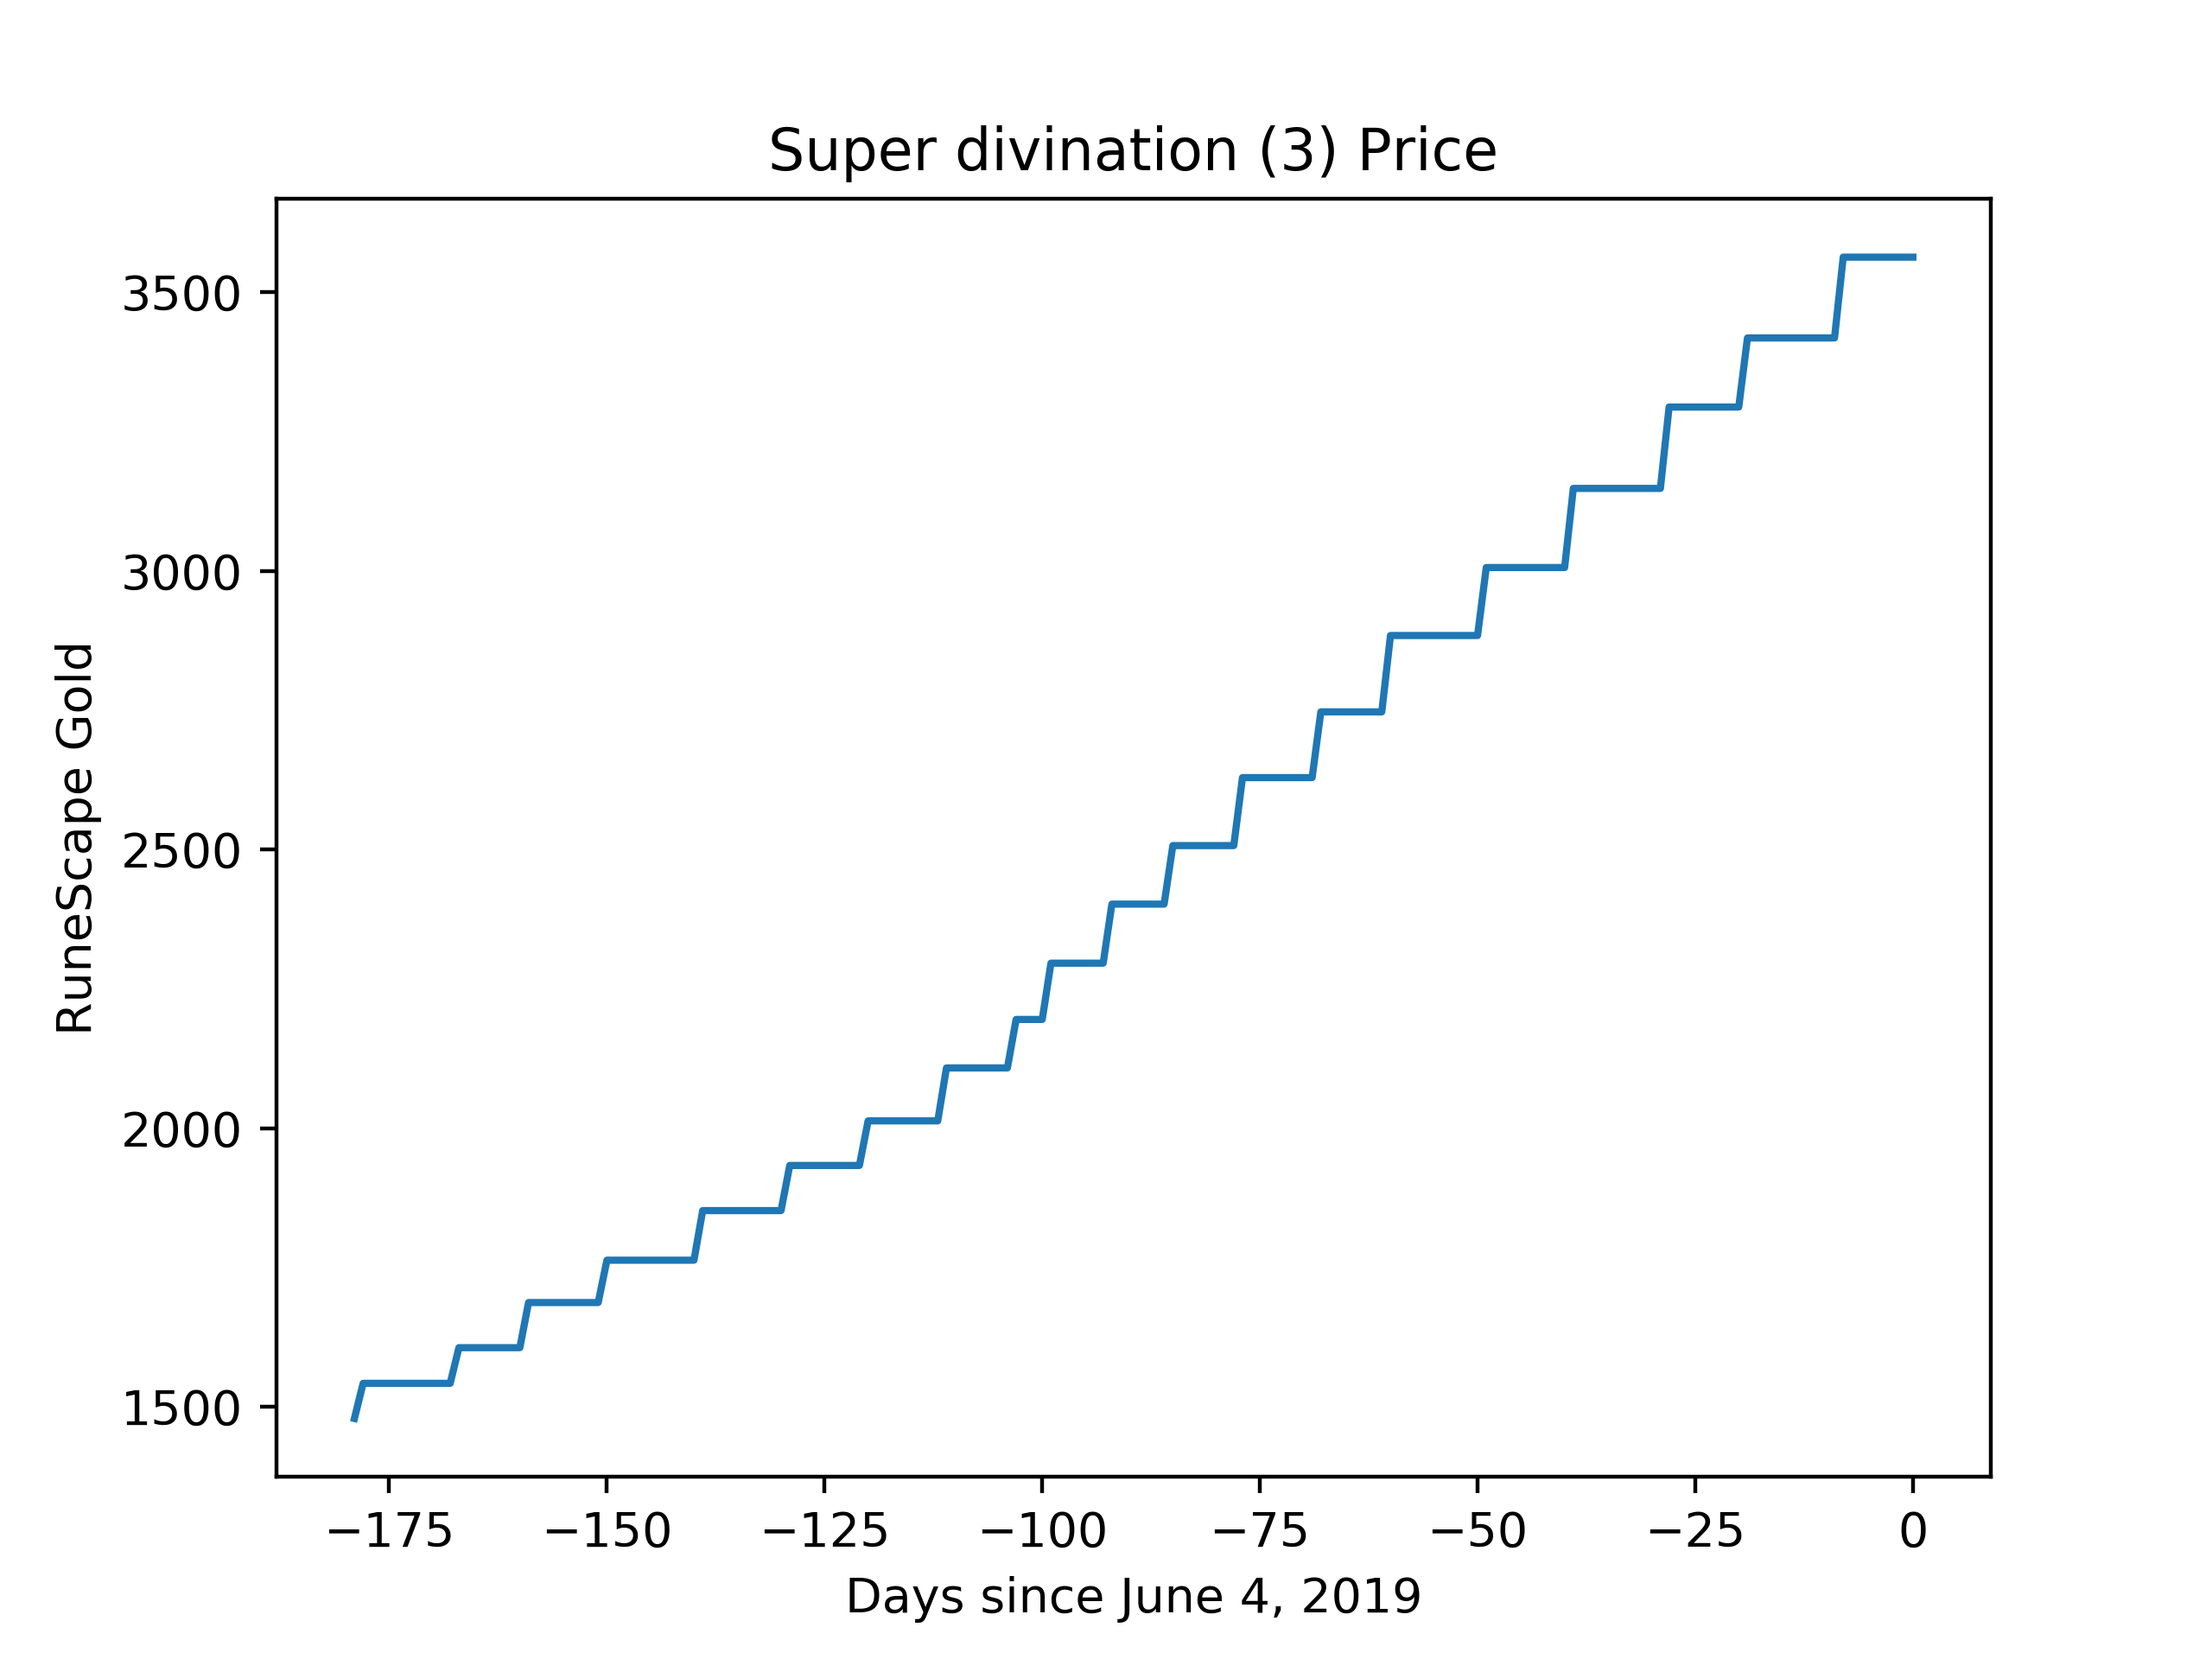 Super divination (3) Price
RuneScape Gold
3500
3000
2500
2000
1500
−175 −150 −125 −100 −75 −50 −25 0
Days since June 4, 2019